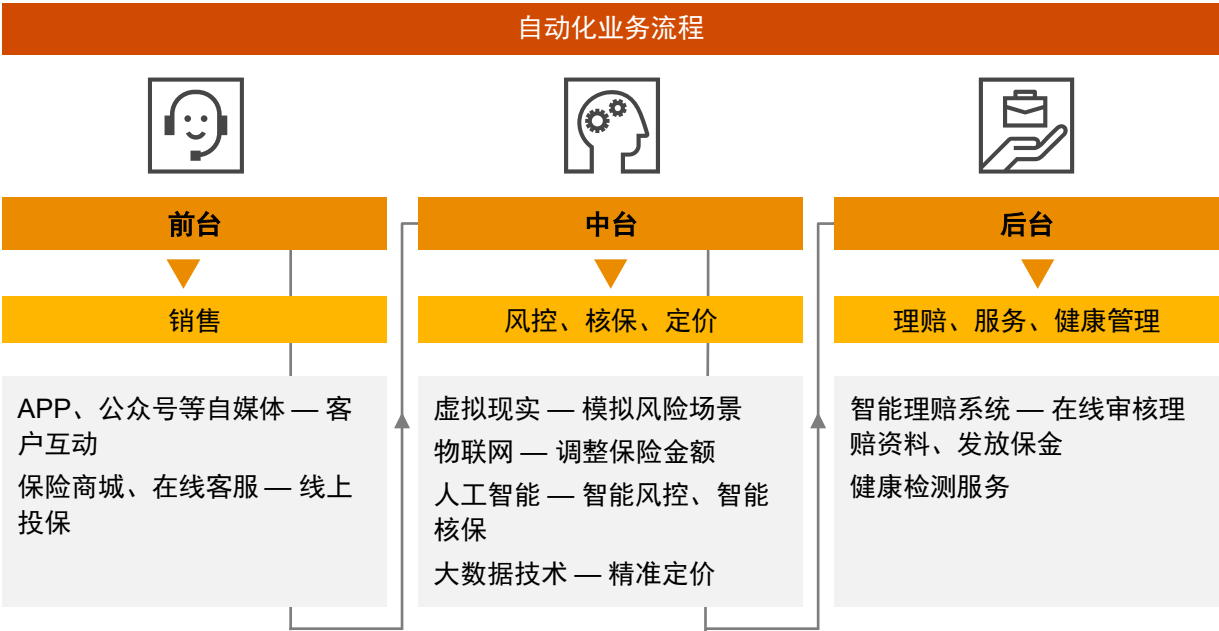 自动化业务流程
前台
销售
APP、公众号等自媒体 — 客
户互动
保险商城、在线客服 — 线上
投保
中台
风控、核保、定价
虚拟现实 — 模拟风险场景
物联网 — 调整保险金额
人工智能 — 智能风控、智能
核保
大数据技术 — 精准定价
后台
理赔、服务、健康管理
智能理赔系统 — 在线审核理
赔资料、发放保金
健康检测服务